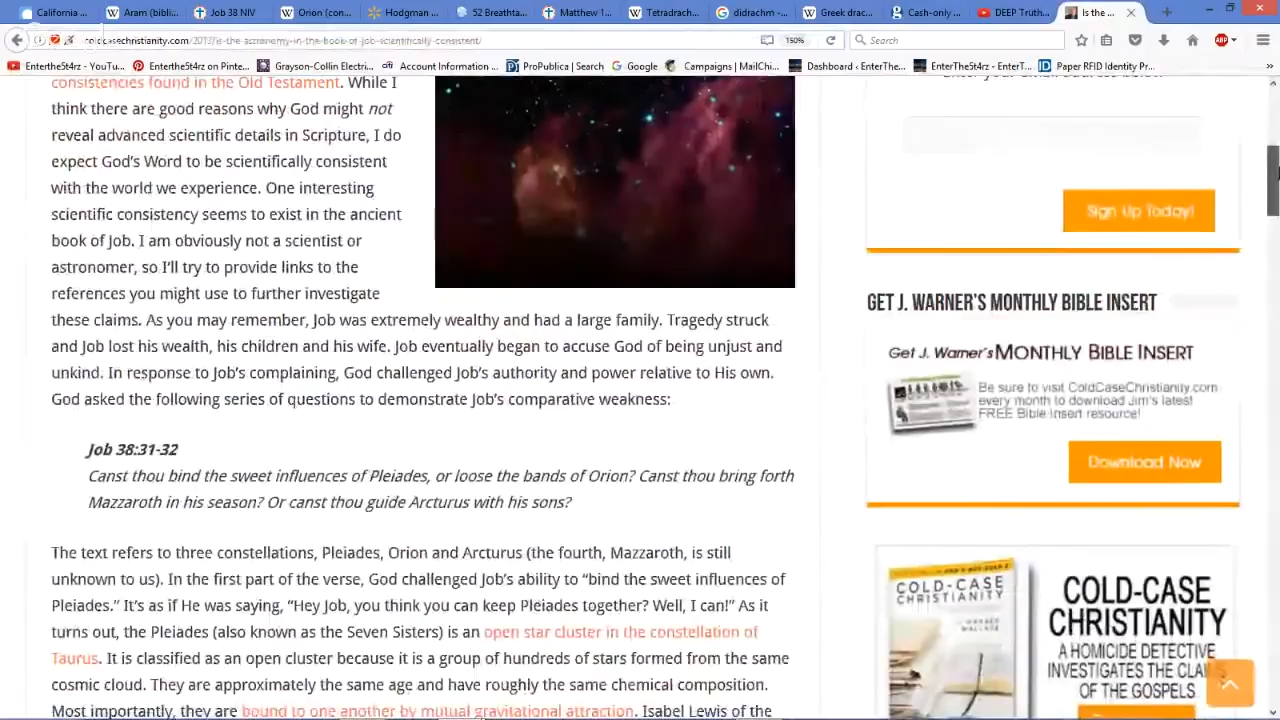 Aram (biblic...
Job 38 NIV
Orion (cons...
Hodgman ...
52 Breathta...
Matthew 1...
Tetradrach...
didrachm - ...
Greek drac...
Cash-only ...
DEEP Truth...
Is the ...
/is-the-astronomy-in-the-book-of-job-scientifically-consistent/
150%
Search
Enterthe5t4rz - YouTu...
Enterthe5t4rz on Pinte...
Grayson-Collin Electri...
Account Information ...
ProPublica | Search
Google
Campaigns | MailChi...
Dashboard ‹ EnterThe...
EnterThe5t4rz - EnterT...
Paper RFID Identity Pr...
consistencies found in the Old Testament. While I
think there are good reasons why God might not
reveal advanced scientific details in Scripture, I do
expect God's Word to be scientifically consistent
with the world we experience. One interesting
scientific consistency seems to exist in the ancient
book of Job. I am obviously not a scientist or
astronomer, so I'll try to provide links to the
references you might use to further investigate
these claims. As you may remember, Job was extremely wealthy and had a large family. Tragedy struck
and Job lost his wealth, his children and his wife. Job eventually began to accuse God of being unjust and
unkind. In response to Job's complaining, God challenged Job's authority and power relative to His own.
God asked the following series of questions to demonstrate Job's comparative weakness:
Job 38:31-32
Canst thou bind the sweet influences of Pleiades, or loose the bands of Orion? Canst thou bring forth
Mazzaroth in his season? Or canst thou guide Arcturus with his sons?
The text refers to three constellations, Pleiades, Orion and Arcturus (the fourth, Mazzaroth, is still
unknown to us). In the first part of the verse, God challenged Job's ability to "bind the sweet influences of
Pleiades." It's as if He was saying, "Hey Job, you think you can keep Pleiades together? Well, I can!" As it
turns out, the Pleiades (also known as the Seven Sisters) is an open star cluster in the constellation of
Taurus. It is classified as an open cluster because it is a group of hundreds of stars formed from the same
cosmic cloud. They are approximately the same age and have roughly the same chemical composition.
Most importantly, they are bound to one another by mutual gravitational attraction. Isabel Lewis of the
Sign Up Today!
GET J. WARNER'S MONTHLY BIBLE INSERT
Get J. Warner's MONTHLY BIBLE INSERT
Be sure to visit ColdCaseChristianity.com
every month to download Jim's latest
FREE Bible Insert resource!
Download Now
COLD-CASE
CHRISTIANITY
COLD-CASE
CHRISTIANITY
A HOMICIDE DETECTIVE
INVESTIGATES THE CLAIMS
OF THE GOSPELS